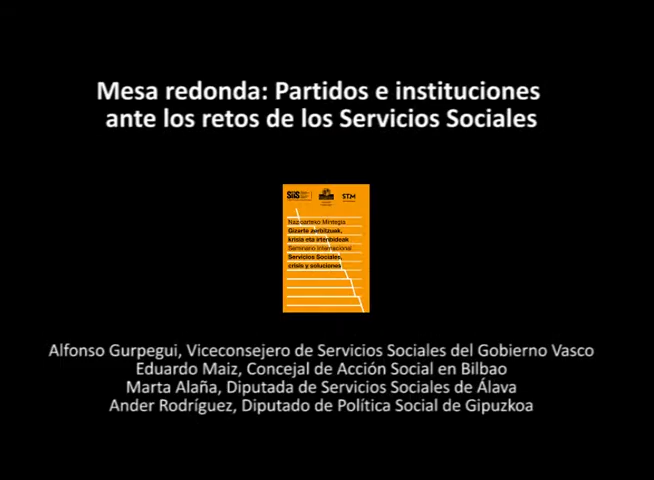 Mesa redonda: Partidos e instituciones
ante los retos de los Servicios Sociales
SiiS
STM
Nazioarteko Mintegia
Gizarte zerbitzuak,
krisia eta irtenbideak
Seminario Internacional
Servicios Sociales,
crisis y soluciones
Alfonso Gurpegui, Viceconsejero de Servicios Sociales del Gobierno Vasco
Eduardo Maiz, Concejal de Acción Social en Bilbao
Marta Alaña, Diputada de Servicios Sociales de Álava
Ander Rodríguez, Diputado de Política Social de Gipuzkoa